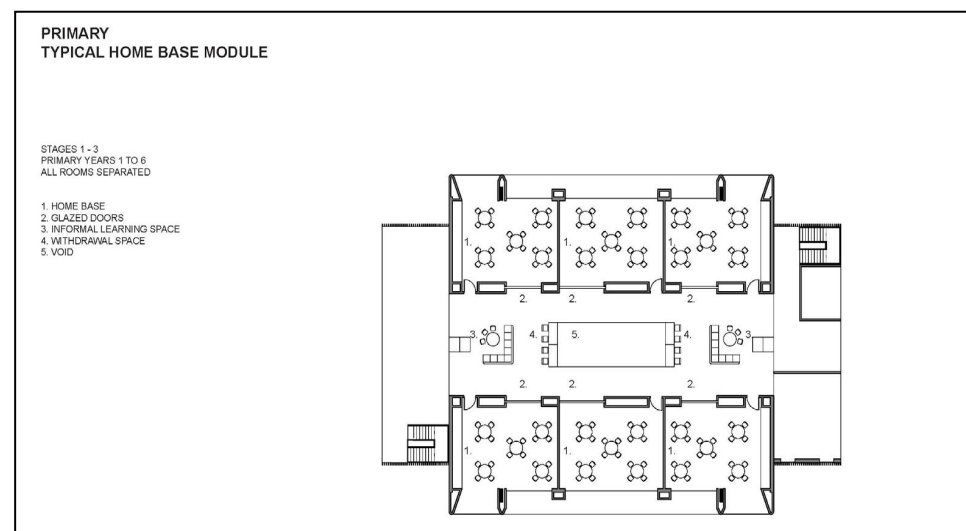 PRIMARY
TYPICAL HOME BASE MODULE
STAGES 1 - 3
PRIMARY YEARS 1 TO 6
ALL ROOMS SEPARATED
1. HOME BASE
2. GLAZED DOORS
3. INFORMAL LEARNING SPACE
4. WITHDRAWAL SPACE
5. VOID
1. 1. 1.
2. 2. 2.
3. 4. 5. 4. 3.
2. 2. 2.
1. 1. 1.